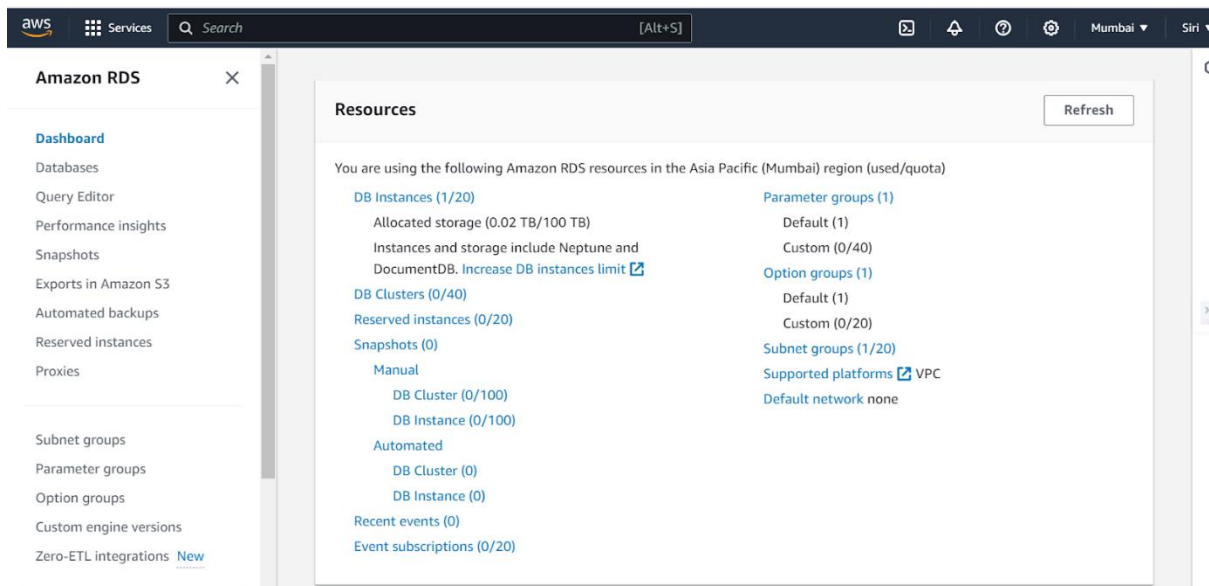 aws Services Search [Alt+S] Mumbai Siri
Amazon RDS
Dashboard
Databases
Query Editor
Performance insights
Snapshots
Exports in Amazon S3
Automated backups
Reserved instances
Proxies
Subnet groups
Parameter groups
Option groups
Custom engine versions
Zero-ETL integrations New
Resources
Refresh
You are using the following Amazon RDS resources in the Asia Pacific (Mumbai) region (used/quota)
DB Instances (1/20)
Allocated storage (0.02 TB/100 TB)
Instances and storage include Neptune and
DocumentDB. Increase DB instances limit
DB Clusters (0/40)
Reserved instances (0/20)
Snapshots (0)
Manual
DB Cluster (0/100)
DB Instance (0/100)
Automated
DB Cluster (0)
DB Instance (0)
Recent events (0)
Event subscriptions (0/20)
Parameter groups (1)
Default (1)
Custom (0/40)
Option groups (1)
Default (1)
Custom (0/20)
Subnet groups (1/20)
Supported platforms VPC
Default network none